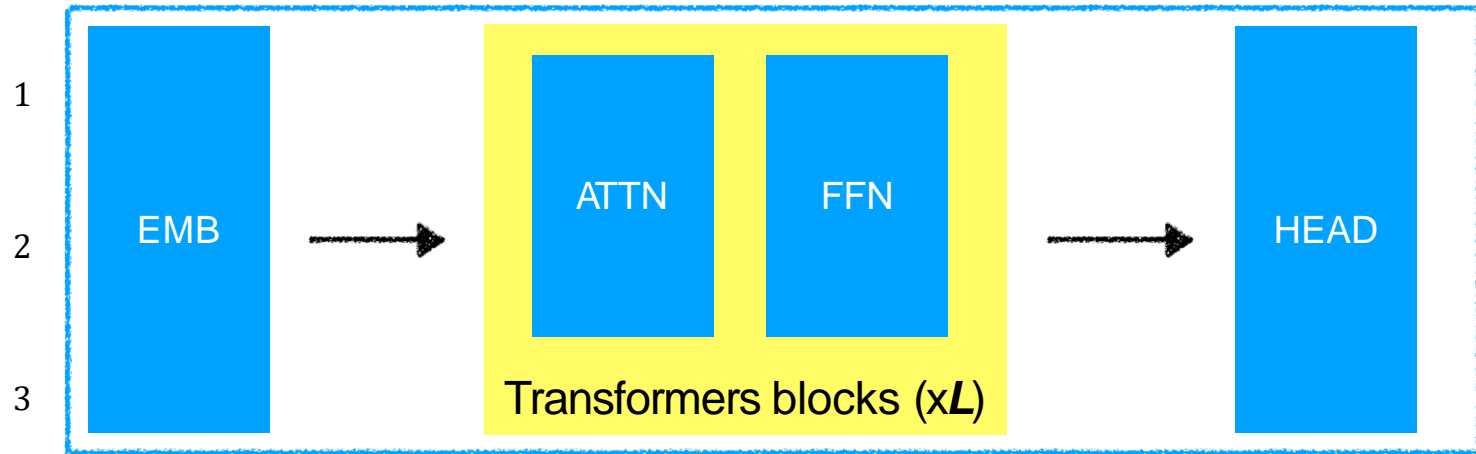 1
ATTN FFN
EMB HEAD
2
Transformers blocks (xL)
3